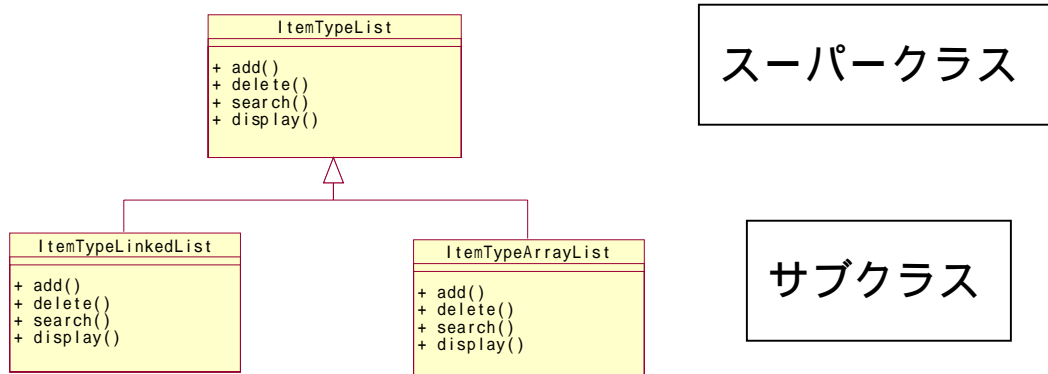 ItemTypeList
+ add()
+ delete()
+ search()
+ display()
スーパークラス
ItemTypeLinkedList
+ add()
+ delete()
+ search()
+ display()
ItemTypeArrayList
+ add()
+ delete()
+ search()
+ display()
サブクラス